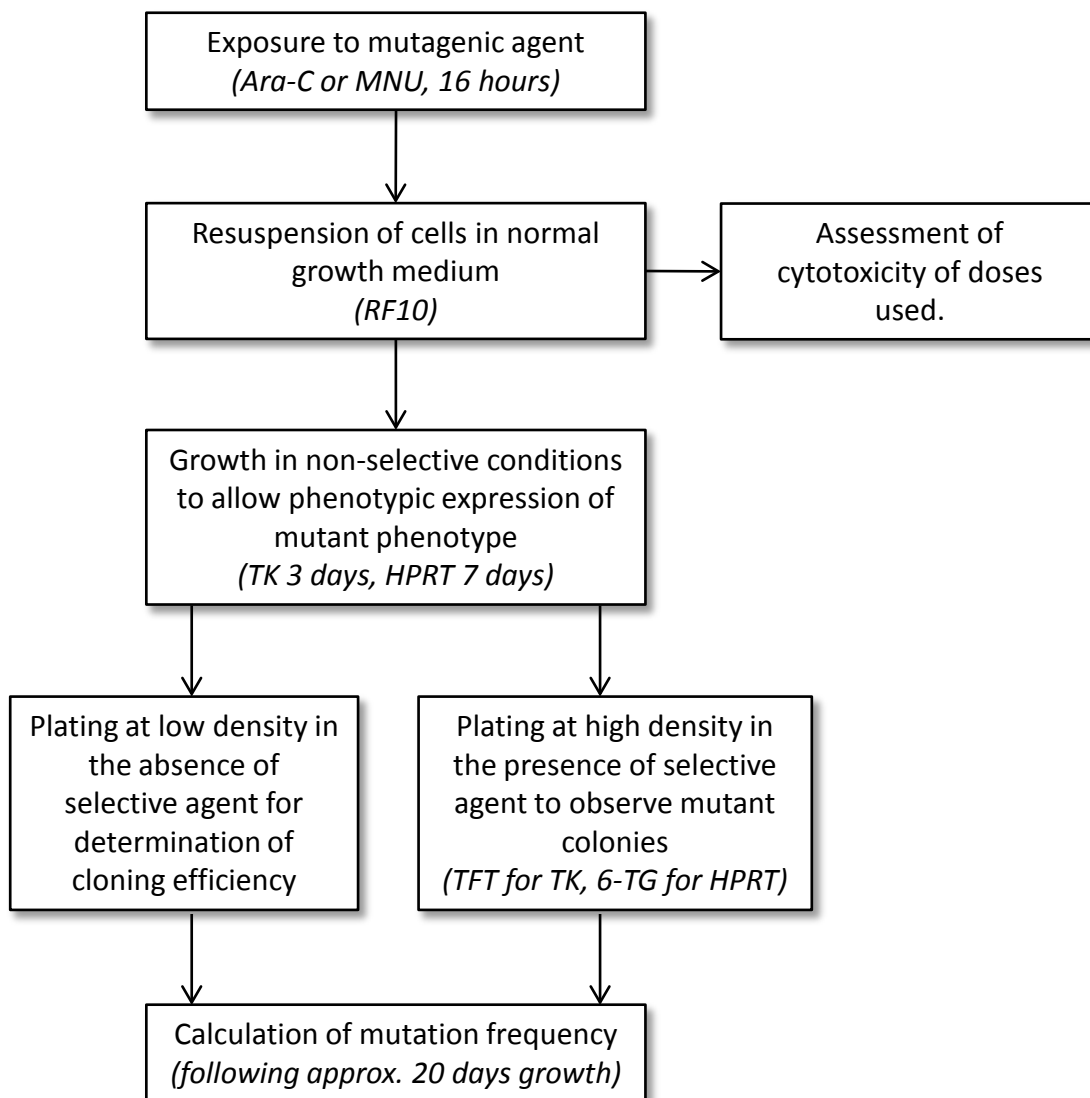 Exposure to mutagenic agent
(Ara-C or MNU, 16 hours)
Resuspension of cells in normal
growth medium
(RF10)
Assessment of
cytotoxicity of doses
used.
Growth in non-selective conditions
to allow phenotypic expression of
mutant phenotype
(TK 3 days, HPRT 7 days)
Plating at low density in
the absence of
selective agent for
determination of
cloning efficiency
Plating at high density in
the presence of selective
agent to observe mutant
colonies
(TFT for TK, 6-TG for HPRT)
Calculation of mutation frequency
(following approx. 20 days growth)